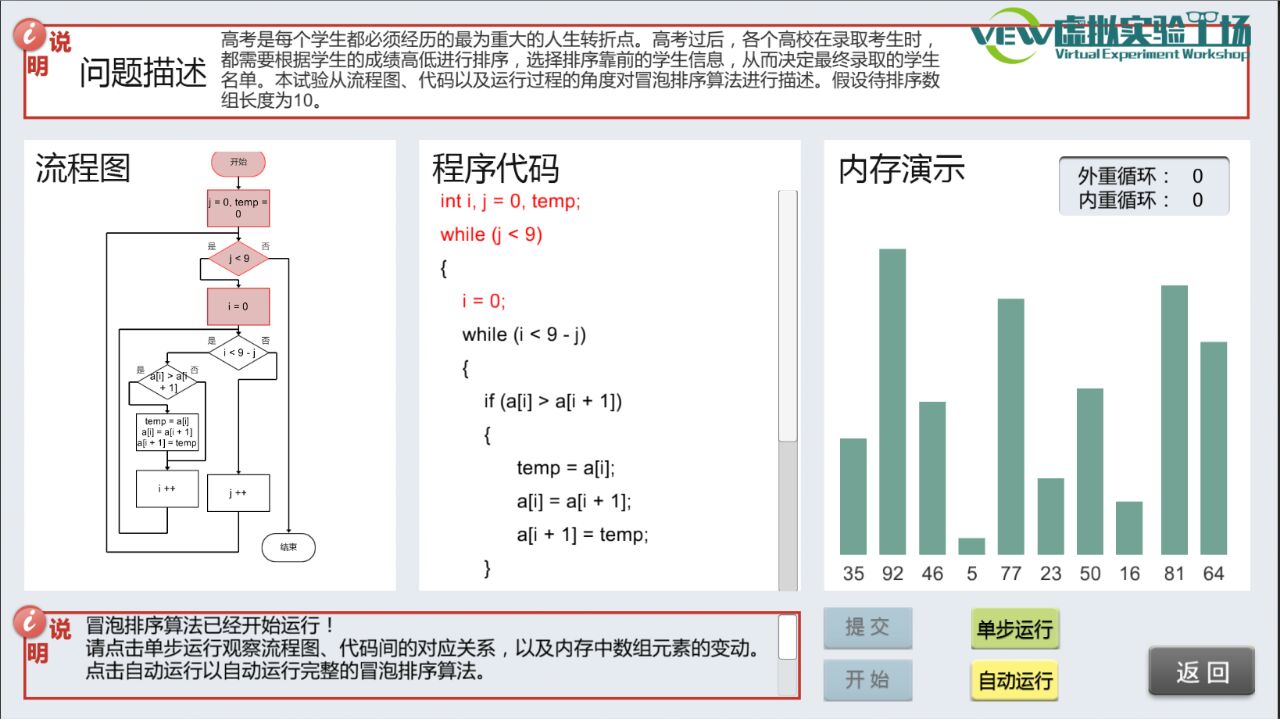 说
明
问题描述
高考是每个学生都必须经历的最为重大的人生转折点。高考过后，各个高校在录取考生时，
都需要根据学生的成绩高低进行排序，选择排序靠前的学生信息，从而决定最终录取的学生
名单。本试验从流程图、代码以及运行过程的角度对冒泡排序算法进行描述。假设待排序数
组长度为10。
VEW虚拟实验工场
Virtual Experiment Workshop
流程图
开始
j = 0, temp =
0
是
否
j < 9
i = 0
是
否
i < 9 - j
是
否
a[i] > a[i
+ 1]
temp = a[i]
a[i] = a[i + 1]
a[i + 1] = temp
i ++
j ++
结束
程序代码
int i, j = 0, temp;
while (j < 9)
{
i = 0;
while (i < 9 - j)
{
if (a[i] > a[i + 1])
{
temp = a[i];
a[i] = a[i + 1];
a[i + 1] = temp;
}
内存演示
外重循环： 0
内重循环： 0
35 92 46 5 77 23 50 16 81 64
说
明
冒泡排序算法已经开始运行！
请点击单步运行观察流程图、代码间的对应关系，以及内存中数组元素的变动。
点击自动运行以自动运行完整的冒泡排序算法。
提 交
单步运行
开 始
自动运行
返 回